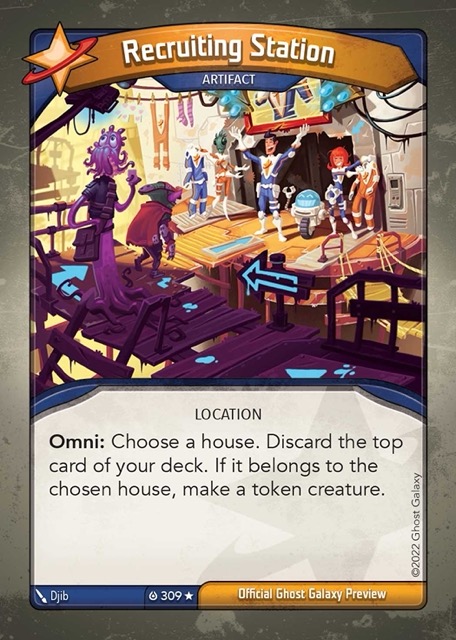 Recruiting Station
ARTIFACT
LOCATION
Omni: Choose a house. Discard the top
card of your deck. If it belongs to the
chosen house, make a token creature.
©2022 Ghost Galaxy
Djib
309 ★
Official Ghost Galaxy Preview